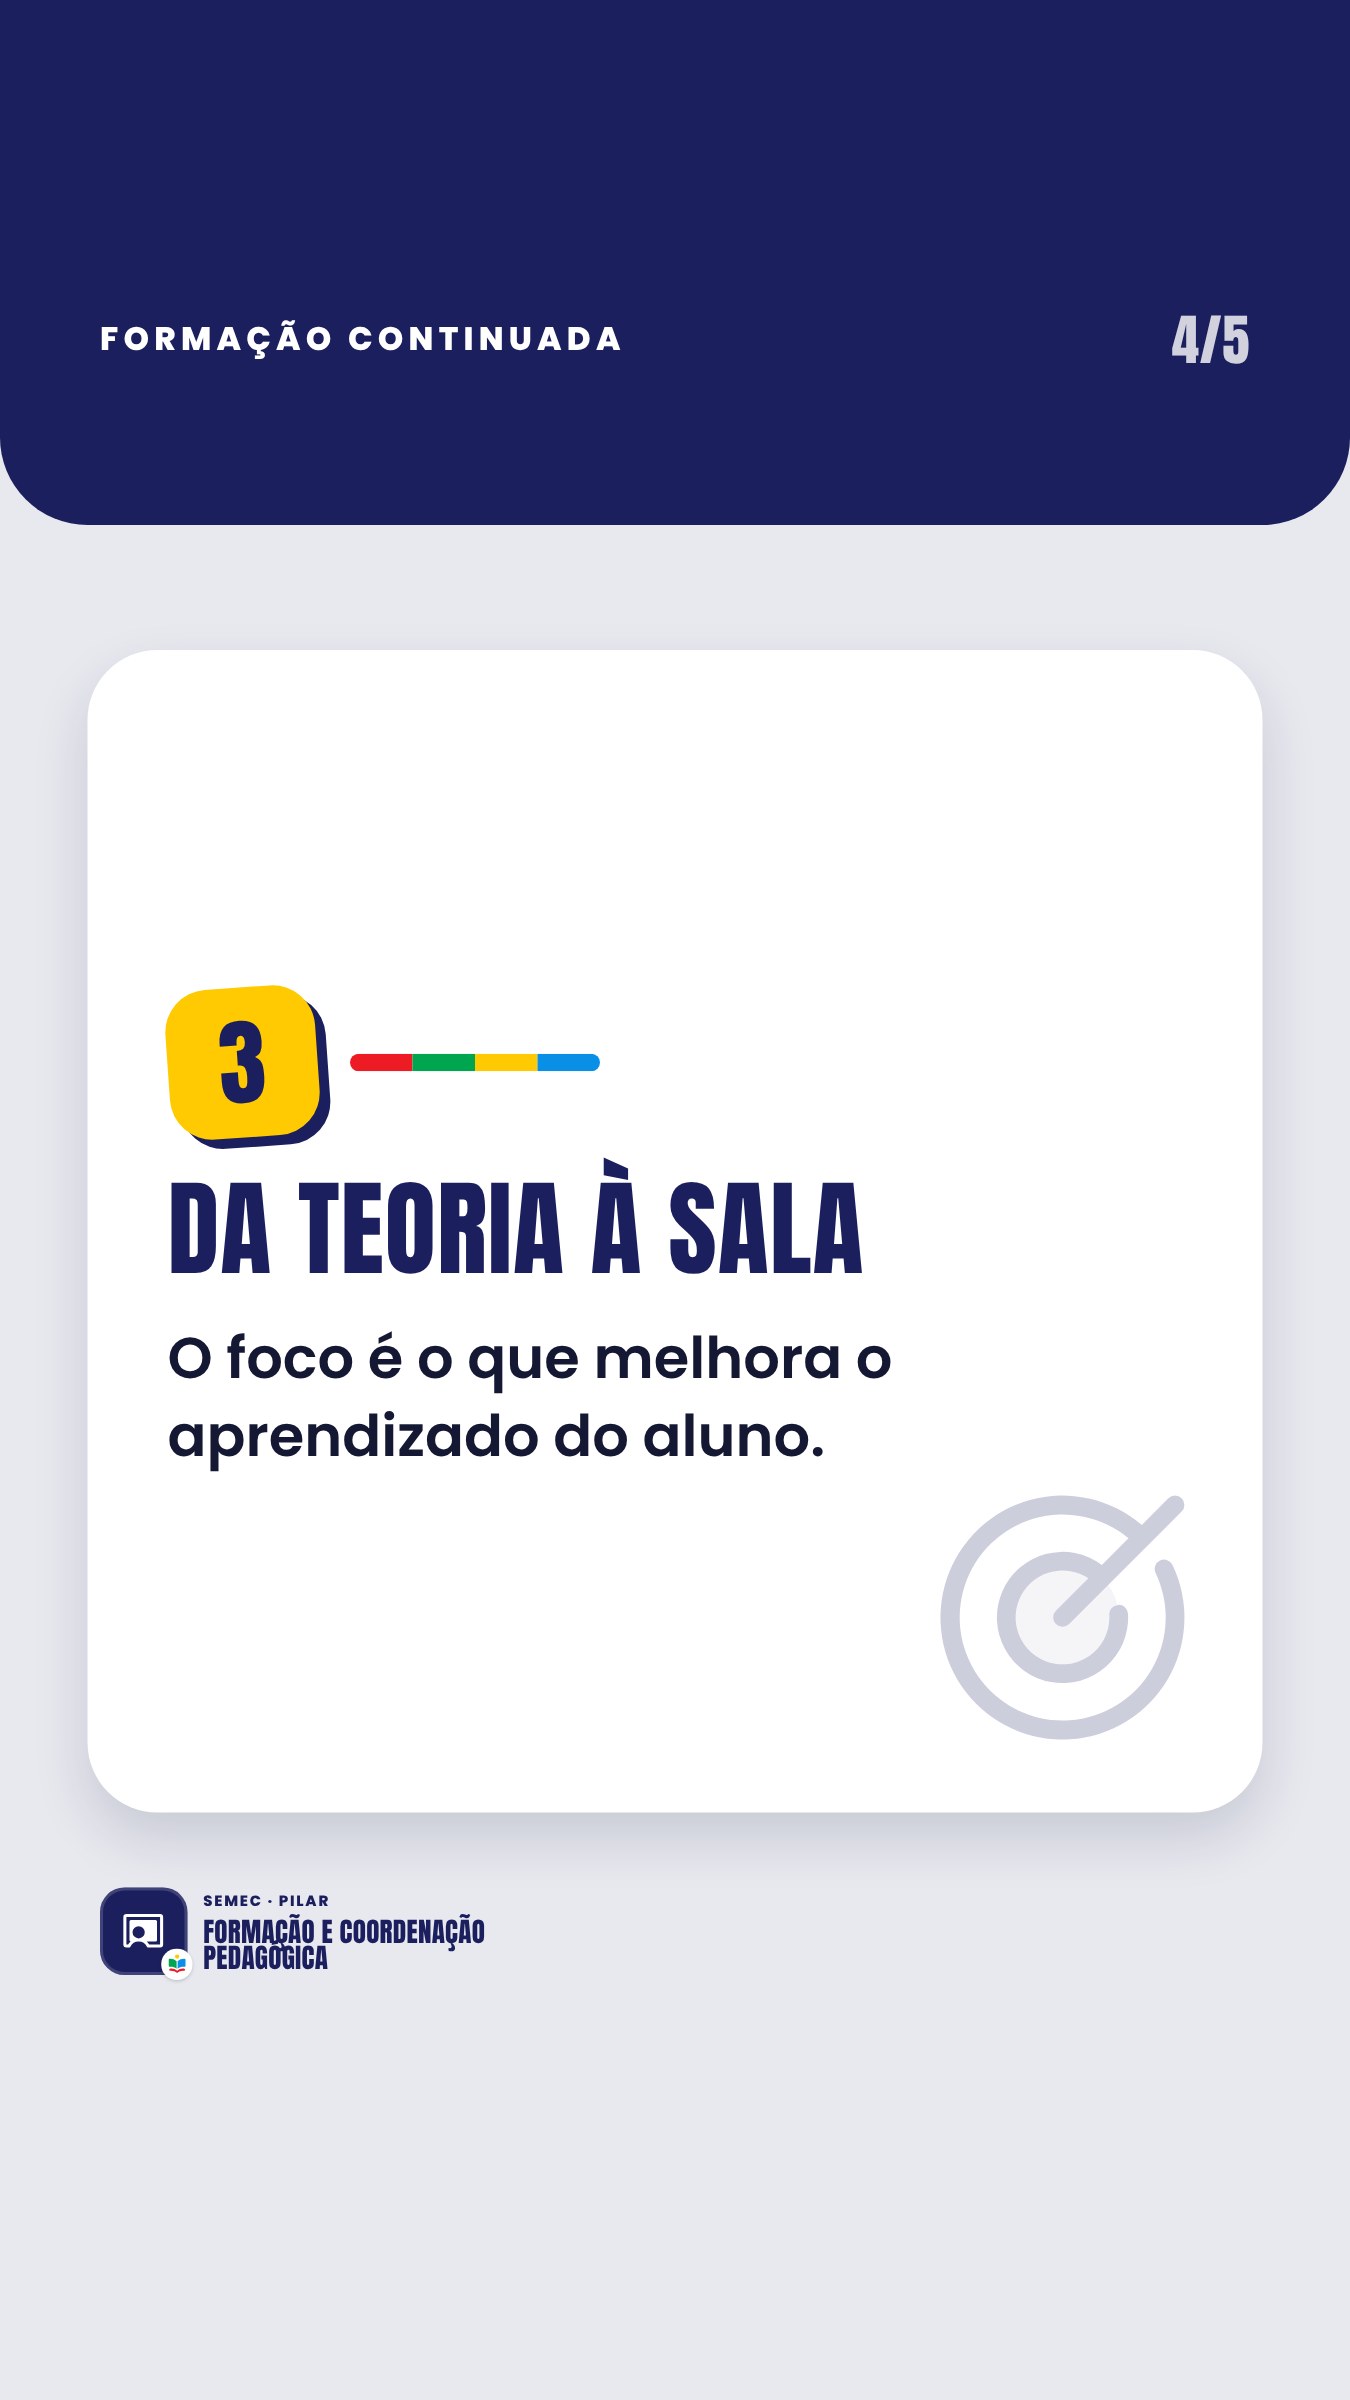 FORMAÇÃO CONTINUADA
4/5
3
DA TEORIA À SALA
O foco é o que melhora o
aprendizado do aluno.
SEMEC · PILAR
FORMAÇÃO E COORDENAÇÃO
PEDAGÓGICA